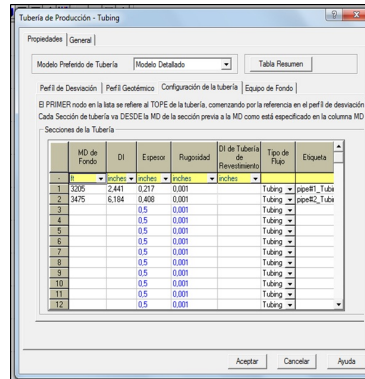 Tubería de Producción - Tubing
Propiedades General
Modelo Preferido de Tubería Modelo Detallado Tabla Resumen
Perfil de Desviación Perfil Geotérmico Configuración de la tubería Equipo de Fondo
El PRIMER nodo en la lista se refiere al TOPE de la tubería, comenzando por la referencia en el perfil de desviación
Cada Sección de tubería va DESDE la MD de la sección previa a la MD como está especificado en la columna MD
Secciones de la Tubería
MD de Fondo DI Espesor Rugosidad DI de Tubería de Revestimiento Tipo de Flujo Etiqueta
ft inches inches inches inches
1 3205 2,441 0,217 0,001 Tubing pipe#1_Tubi
2 3475 6,184 0,408 0,001 Tubing pipe#2_Tubi
3 0,5 0,001 Tubing
4 0,5 0,001 Tubing
5 0,5 0,001 Tubing
6 0,5 0,001 Tubing
7 0,5 0,001 Tubing
8 0,5 0,001 Tubing
9 0,5 0,001 Tubing
10 0,5 0,001 Tubing
11 0,5 0,001 Tubing
12 0,5 0,001 Tubing
Aceptar Cancelar Ayuda